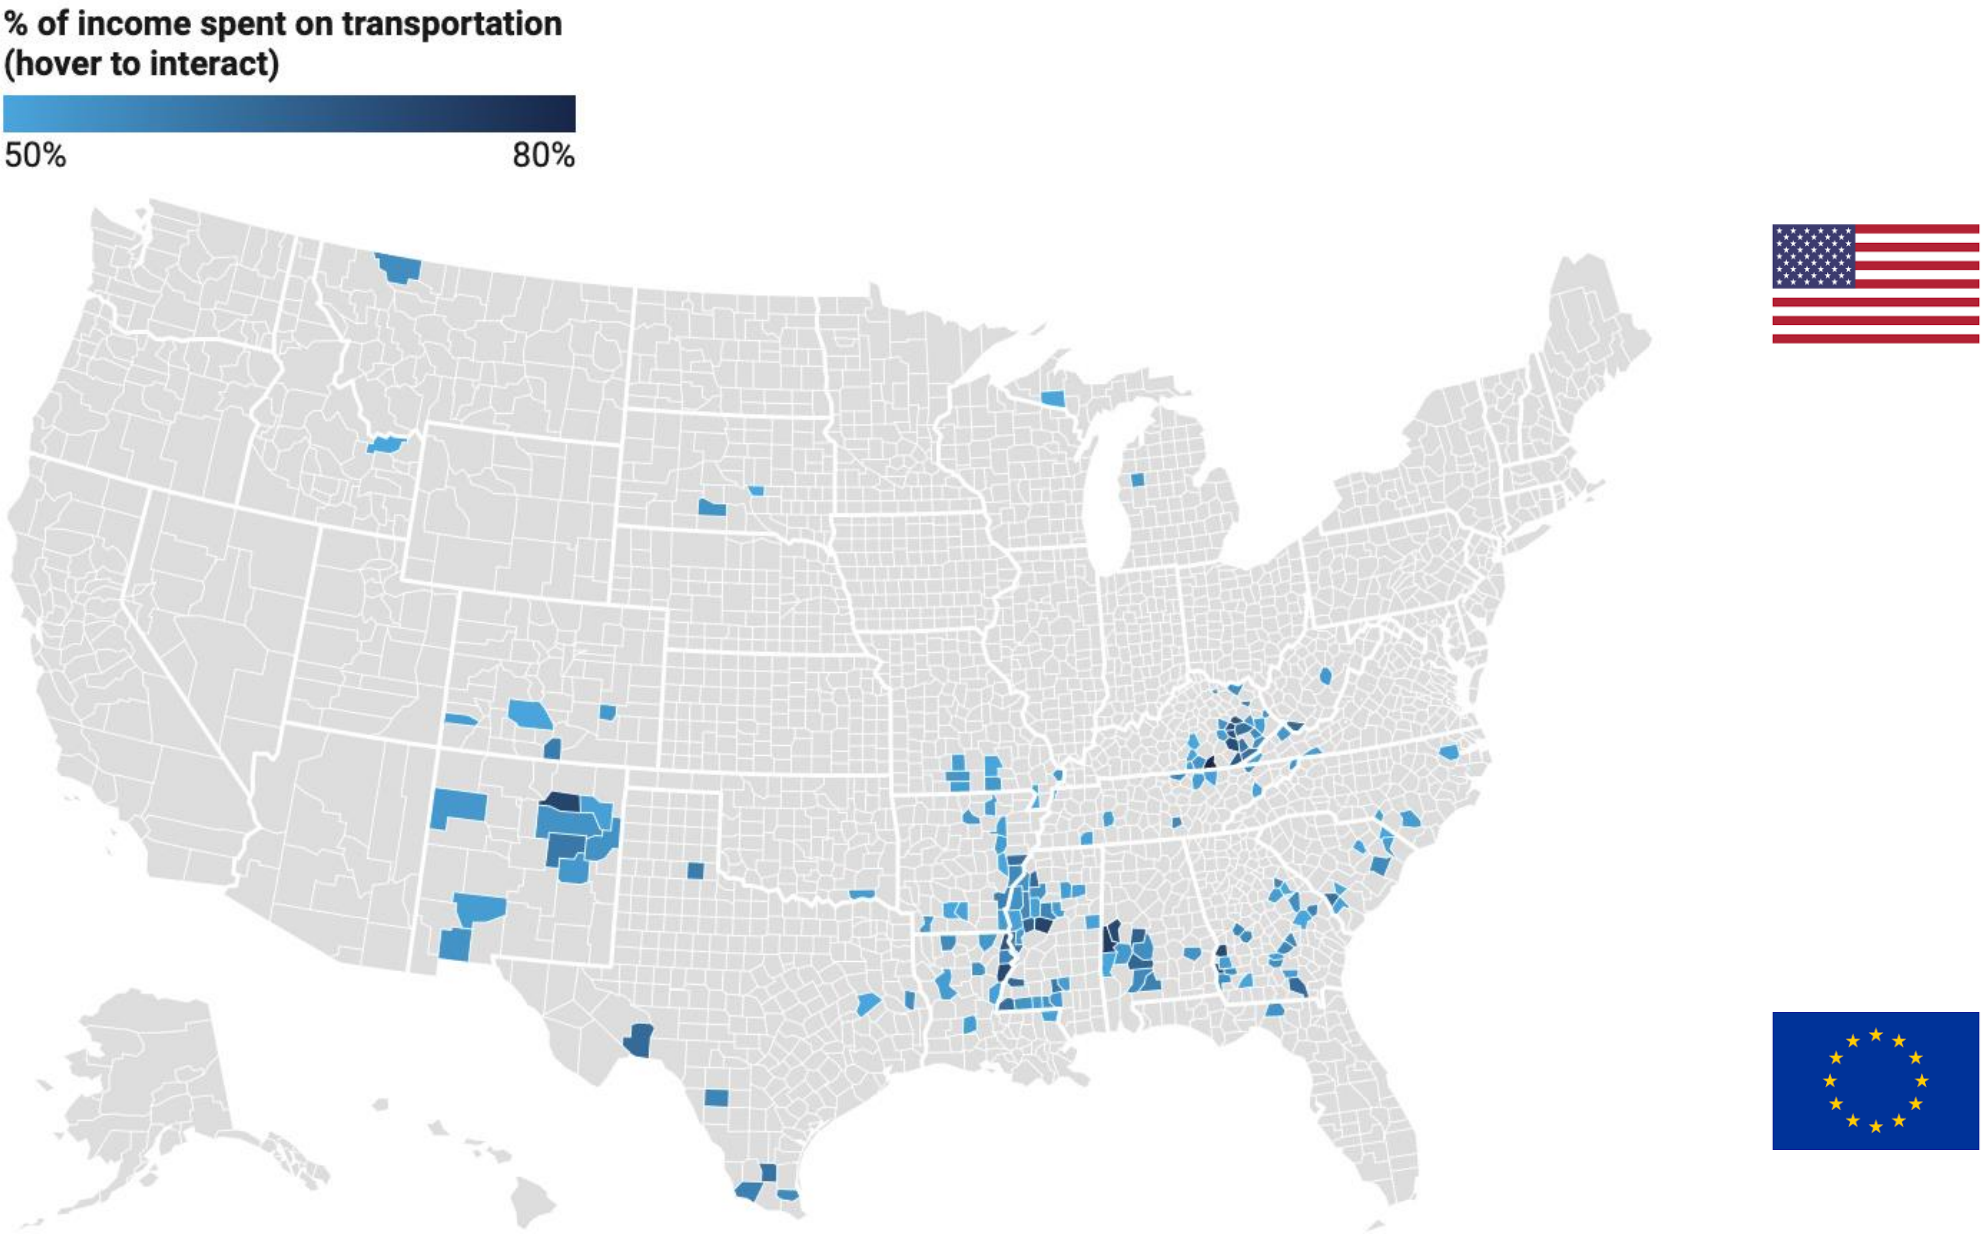 % of income spent on transportation
(hover to interact)
50% 80%